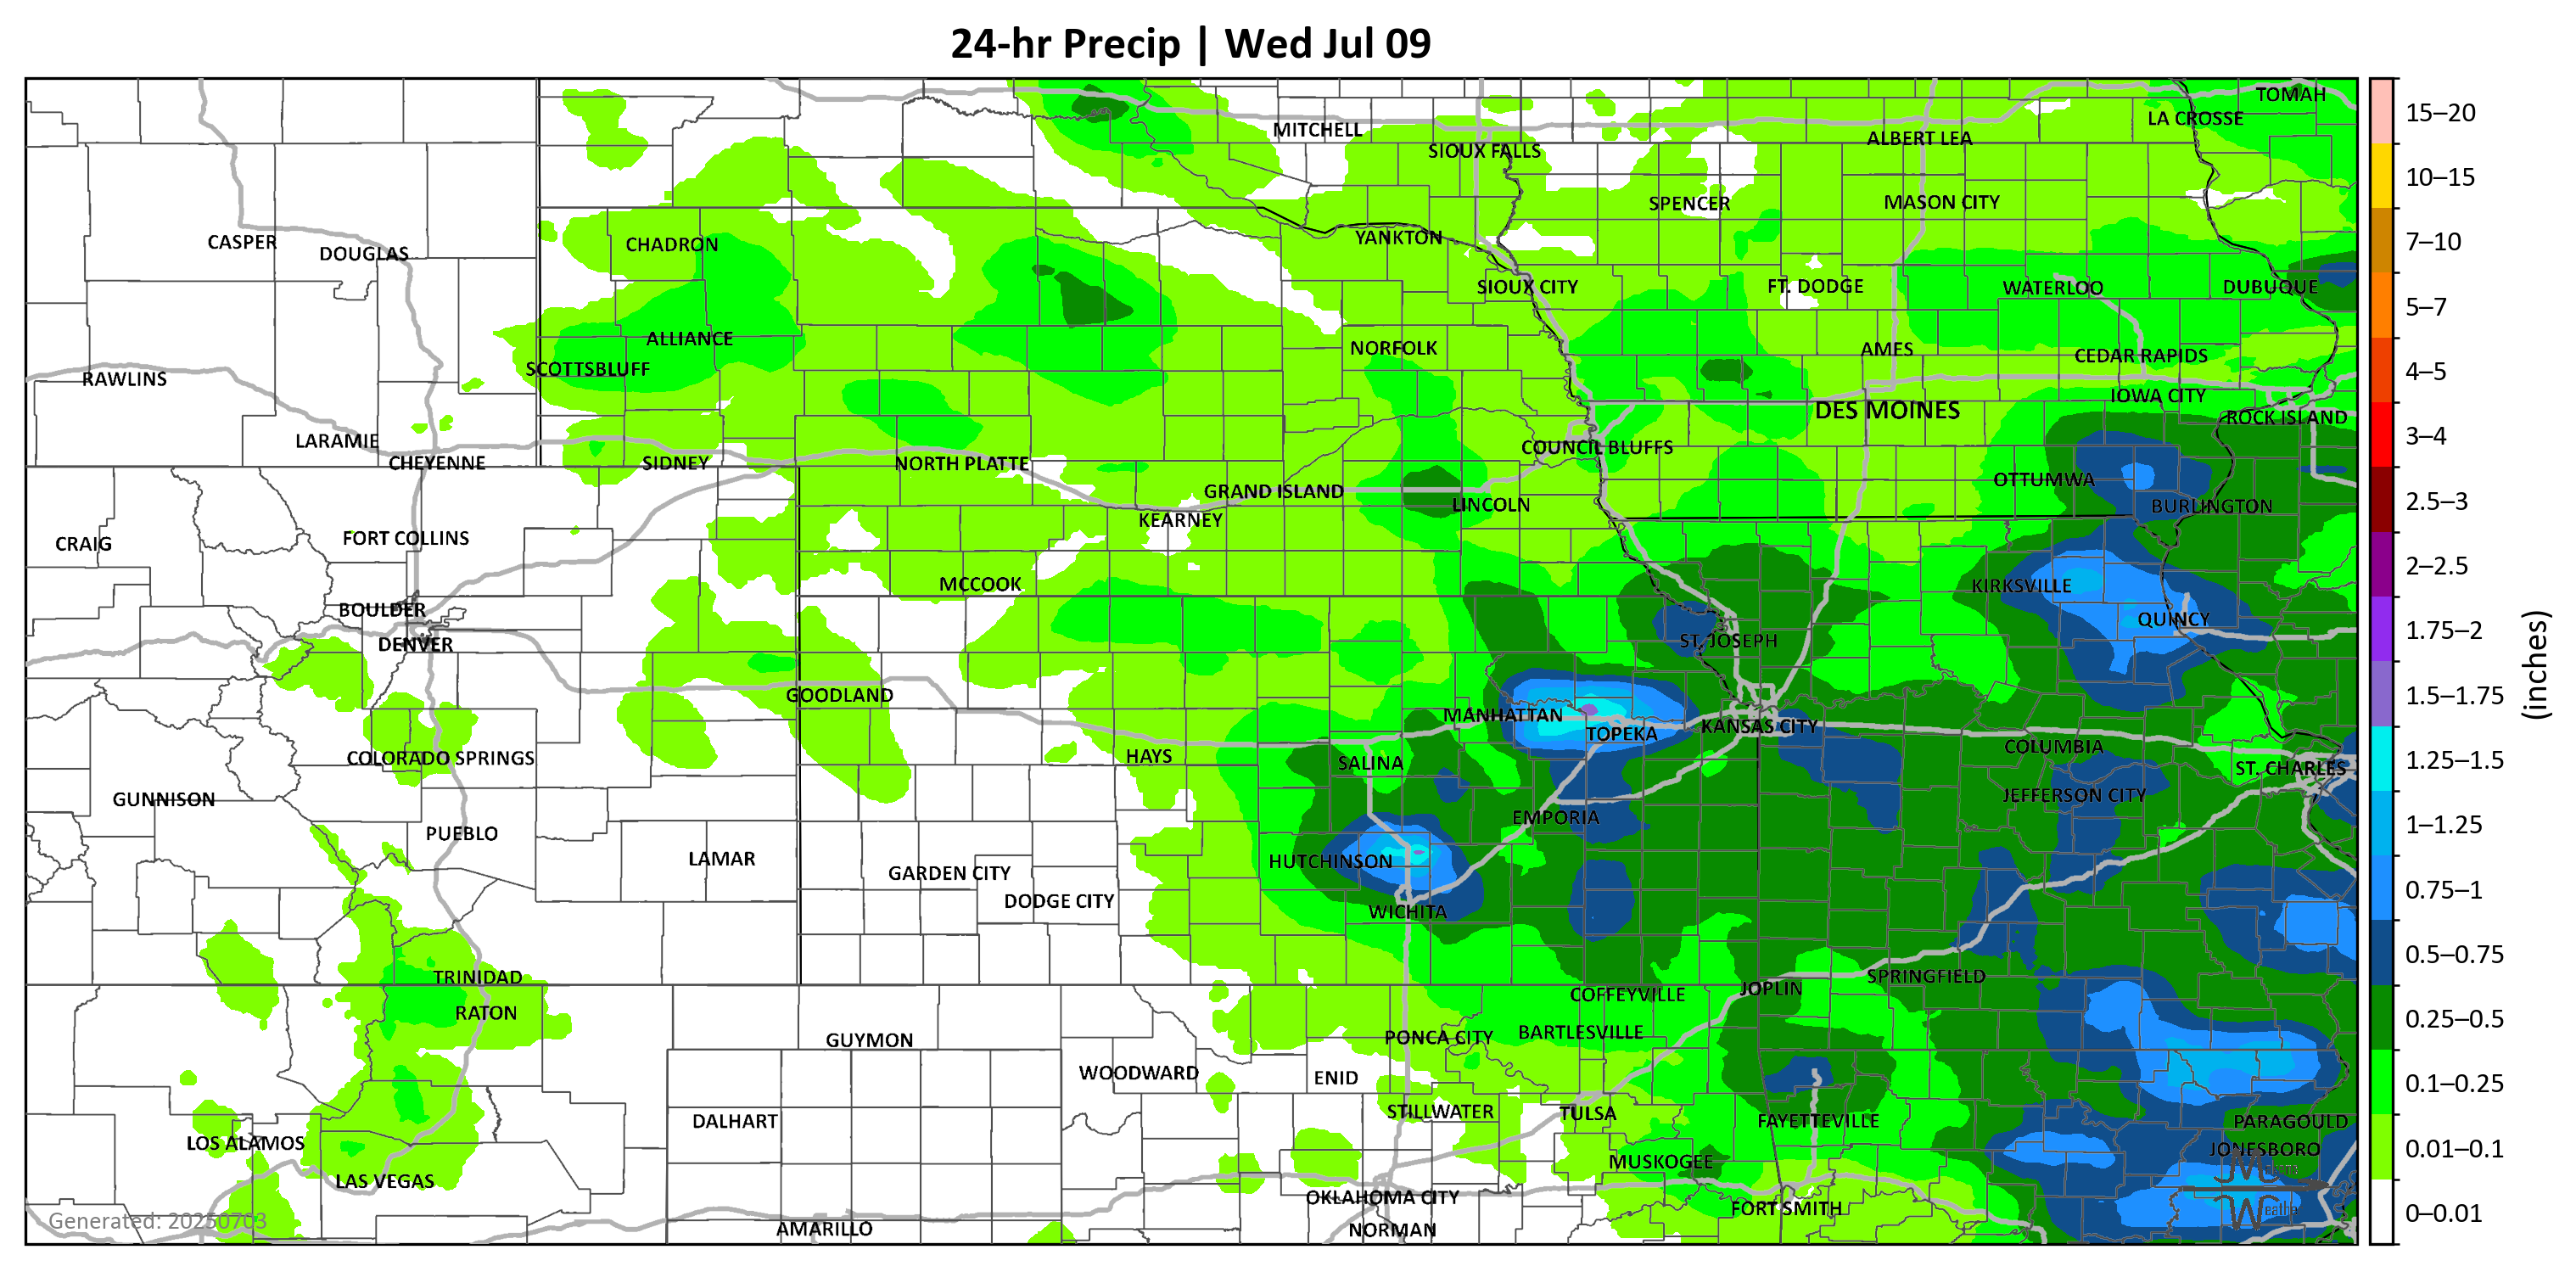 24-hr Precip | Wed Jul 09
TOMAH
LA CROSSE
MITCHELL
ALBERT LEA
SIOUX FALLS
SPENCER
MASON CITY
YANKTON
CASPER
CHADRON
DOUGLAS
SIOUX CITY
FT. DODGE
WATERLOO
DUBUQUE
ALLIANCE
NORFOLK
AMES
CEDAR RAPIDS
SCOTTSBLUFF
RAWLINS
IOWA CITY
DES MOINES
ROCK ISLAND
LARAMIE
COUNCIL BLUFFS
CHEYENNE
SIDNEY
NORTH PLATTE
OTTUMWA
GRAND ISLAND
LINCOLN
BURLINGTON
KEARNEY
FORT COLLINS
CRAIG
MCCOOK
KIRKSVILLE
BOULDER
QUINCY
DENVER
ST. JOSEPH
GOODLAND
MANHATTAN
KANSAS CITY
TOPEKA
COLUMBIA
HAYS
COLORADO SPRINGS
SALINA
ST. CHARLES
GUNNISON
JEFFERSON CITY
EMPORIA
PUEBLO
LAMAR
HUTCHINSON
GARDEN CITY
DODGE CITY
WICHITA
TRINIDAD
SPRINGFIELD
JOPLIN
COFFEYVILLE
RATON
BARTLESVILLE
PONCA CITY
GUYMON
WOODWARD
ENID
STILLWATER
TULSA
DALHART
FAYETTEVILLE
PARAGOULD
LOS ALAMOS
JONESBORO
MUSKOGEE
LAS VEGAS
OKLAHOMA CITY
FORT SMITH
Generated: 20250703
AMARILLO
NORMAN
15–20
10–15
7–10
5–7
4–5
3–4
2.5–3
2–2.5
1.75–2
1.5–1.75
1.25–1.5
1–1.25
0.75–1
0.5–0.75
0.25–0.5
0.1–0.25
0.01–0.1
0–0.01
(inches)